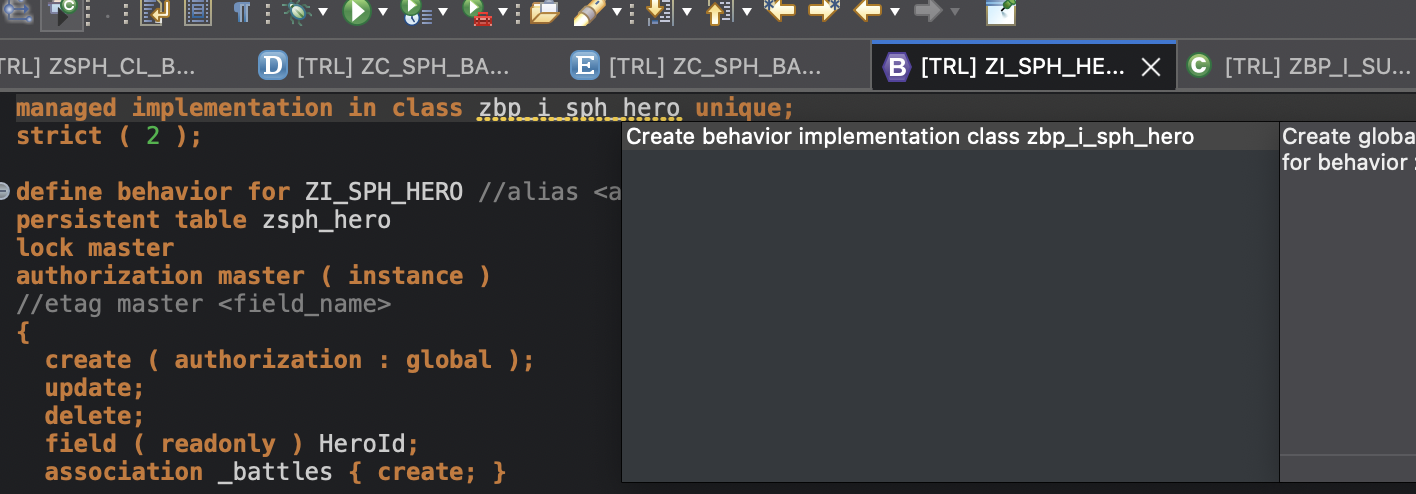 TRL] ZSPH_CL_B...
D [TRL] ZC_SPH_BA...
E [TRL] ZC_SPH_BA...
B [TRL] ZI_SPH_HE...
C [TRL] ZBP_I_SU...
managed implementation in class zbp_i_sph_hero unique;
strict ( 2 );
Create behavior implementation class zbp_i_sph_hero
Create globa
for behavior
define behavior for ZI_SPH_HERO //alias <a
persistent table zsph_hero
lock master
authorization master ( instance )
//etag master <field_name>
{
create ( authorization : global );
update;
delete;
field ( readonly ) HeroId;
association _battles { create; }